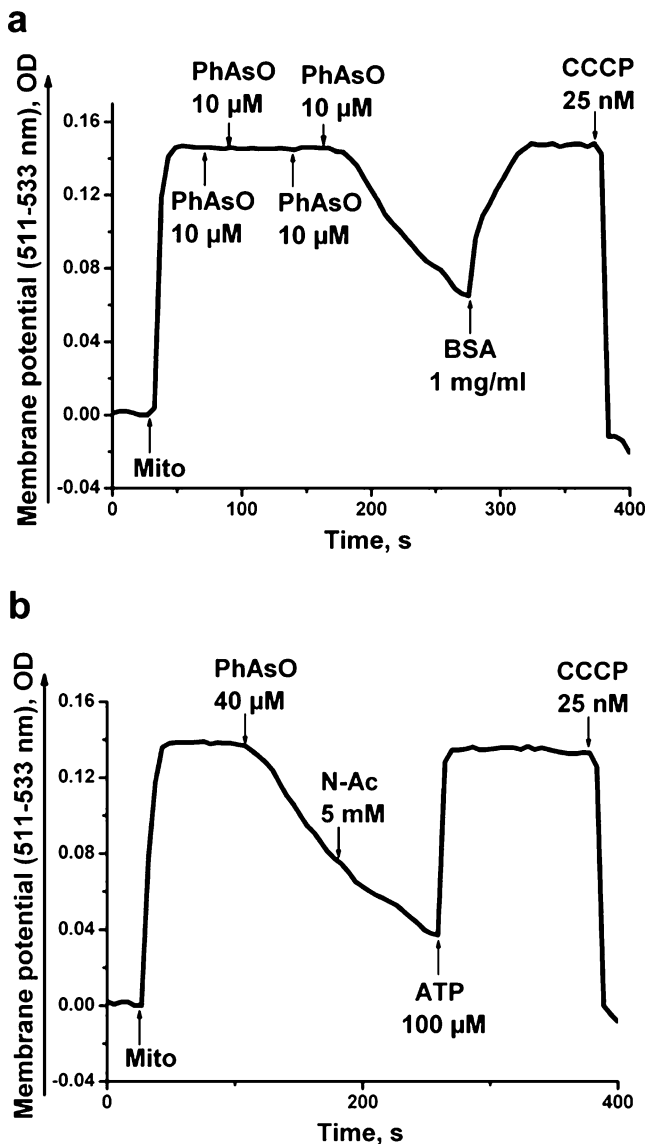 a
Membrane potential (511-533 nm), OD
PhAsO
10 µM
PhAsO
10 µM
CCCP
25 nM
PhAsO
10 µM
PhAsO
10 µM
BSA
1 mg/ml
Mito
0.16
0.12
0.08
0.04
0.00
-0.04
0
100
200
300
400
Time, s
b
Membrane potential (511-533 nm), OD
PhAsO
40 µM
CCCP
25 nM
N-Ac
5 mM
ATP
100 µM
Mito
0.16
0.12
0.08
0.04
0.00
-0.04
0
200
400
Time, s